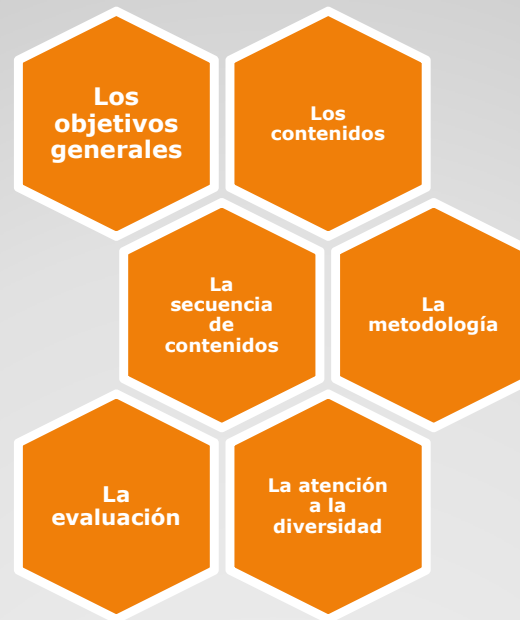 Los
objetivos
generales
Los
contenidos
La
secuencia
de
contenidos
La
metodología
La
evaluación
La atención
a la
diversidad